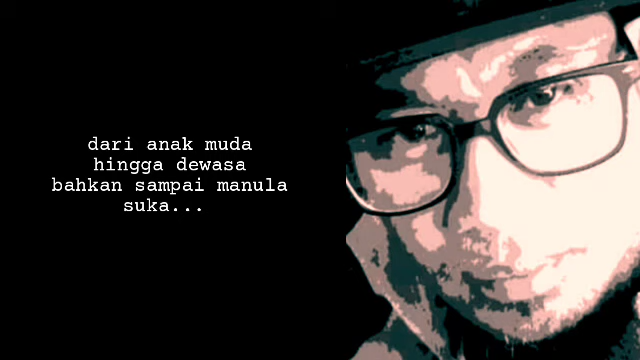 dari anak muda
hingga dewasa
bahkan sampai manula
suka...